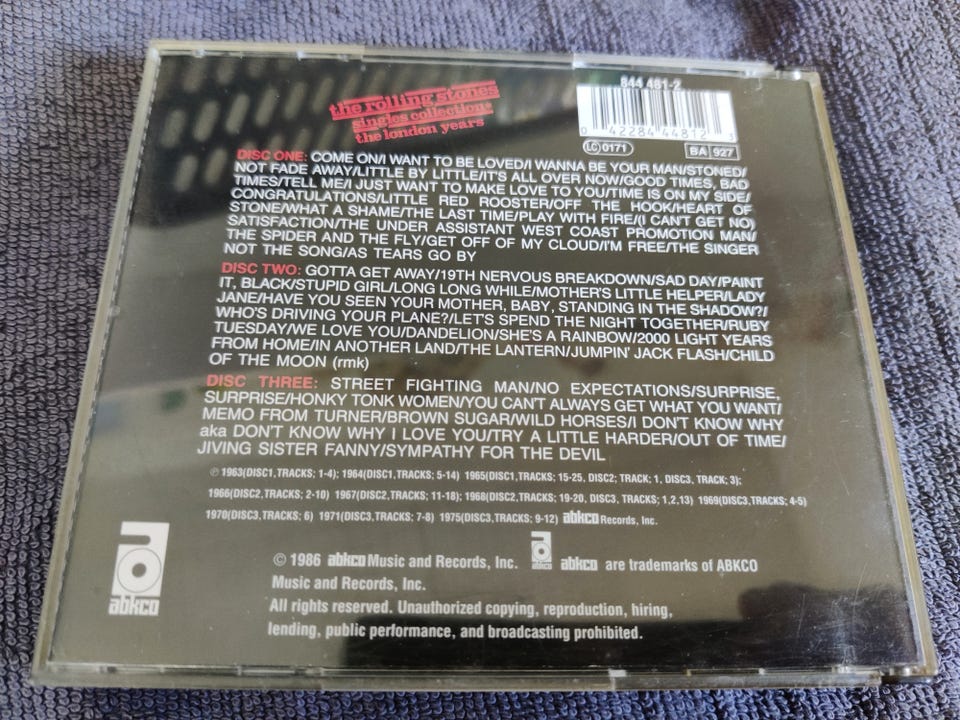 the rolling stones
singles collection*
the london years
844 481-2
0 42284 44812 3
LC 0171
BA 927
DISC ONE: COME ON/I WANT TO BE LOVED/I WANNA BE YOUR MAN/STONED/
NOT FADE AWAY/LITTLE BY LITTLE/IT'S ALL OVER NOW/GOOD TIMES, BAD
TIMES/TELL ME/I JUST WANT TO MAKE LOVE TO YOU/TIME IS ON MY SIDE/
CONGRATULATIONS/LITTLE RED ROOSTER/OFF THE HOOK/HEART OF
STONE/WHAT A SHAME/THE LAST TIME/PLAY WITH FIRE/(I CAN'T GET NO)
SATISFACTION/THE UNDER ASSISTANT WEST COAST PROMOTION MAN/
THE SPIDER AND THE FLY/GET OFF OF MY CLOUD/I'M FREE/THE SINGER
NOT THE SONG/AS TEARS GO BY
DISC TWO: GOTTA GET AWAY/19TH NERVOUS BREAKDOWN/SAD DAY/PAINT
IT, BLACK/STUPID GIRL/LONG LONG WHILE/MOTHER'S LITTLE HELPER/LADY
JANE/HAVE YOU SEEN YOUR MOTHER, BABY, STANDING IN THE SHADOW?/
WHO'S DRIVING YOUR PLANE?/LET'S SPEND THE NIGHT TOGETHER/RUBY
TUESDAY/WE LOVE YOU/DANDELION/SHE'S A RAINBOW/2000 LIGHT YEARS
FROM HOME/IN ANOTHER LAND/THE LANTERN/JUMPIN' JACK FLASH/CHILD
OF THE MOON (rmk)
DISC THREE: STREET FIGHTING MAN/NO EXPECTATIONS/SURPRISE,
SURPRISE/HONKY TONK WOMEN/YOU CAN'T ALWAYS GET WHAT YOU WANT/
MEMO FROM TURNER/BROWN SUGAR/WILD HORSES/I DON'T KNOW WHY
aka DON'T KNOW WHY I LOVE YOU/TRY A LITTLE HARDER/OUT OF TIME/
JIVING SISTER FANNY/SYMPATHY FOR THE DEVIL
℗ 1963(DISC1,TRACKS; 1-4); 1964(DISC1,TRACKS; 5-14) 1965(DISC1,TRACKS; 15-25, DISC2; TRACK; 1, DISC3, TRACK; 3);
1966(DISC2,TRACKS; 2-10) 1967(DISC2,TRACKS; 11-18); 1968(DISC2,TRACKS; 19-20, DISC3, TRACKS; 1,2,13) 1969(DISC3,TRACKS; 4-5)
1970(DISC3,TRACKS; 6) 1971(DISC3,TRACKS; 7-8) 1975(DISC3,TRACKS; 9-12) abkco Records, Inc.
abkco
© 1986 abkco Music and Records, Inc. abkco are trademarks of ABKCO
Music and Records, Inc.
All rights reserved. Unauthorized copying, reproduction, hiring,
lending, public performance, and broadcasting prohibited.